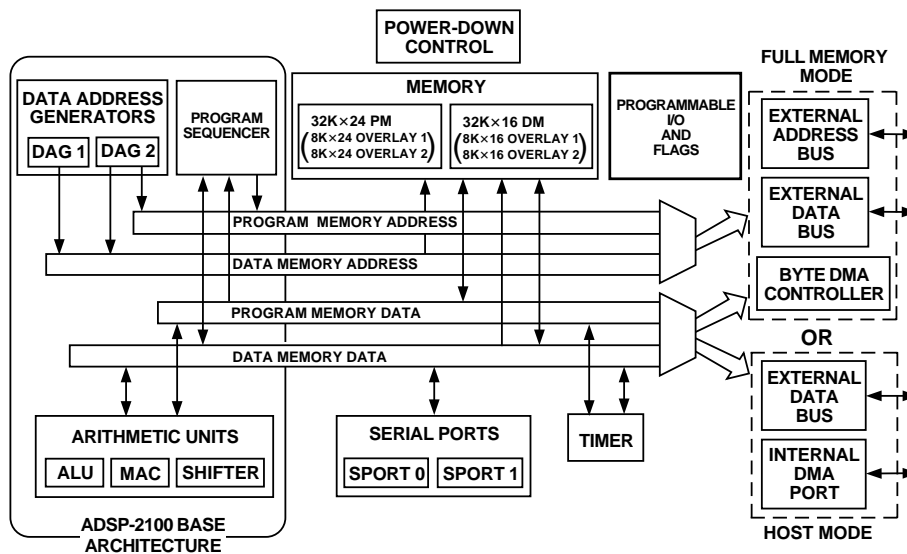 POWER-DOWN
CONTROL
FULL MEMORY
MODE
DATA ADDRESS
GENERATORS
DAG 1
DAG 2
PROGRAM
SEQUENCER
MEMORY
32K×24 PM
(8K×24 OVERLAY 1
8K×24 OVERLAY 2)
32K×16 DM
(8K×16 OVERLAY 1
8K×16 OVERLAY 2)
PROGRAMMABLE
I/O
AND
FLAGS
EXTERNAL
ADDRESS
BUS
EXTERNAL
DATA
BUS
BYTE DMA
CONTROLLER
PROGRAM MEMORY ADDRESS
DATA MEMORY ADDRESS
PROGRAM MEMORY DATA
DATA MEMORY DATA
OR
EXTERNAL
DATA
BUS
INTERNAL
DMA
PORT
HOST MODE
ARITHMETIC UNITS
ALU
MAC
SHIFTER
SERIAL PORTS
SPORT 0
SPORT 1
TIMER
ADSP-2100 BASE
ARCHITECTURE